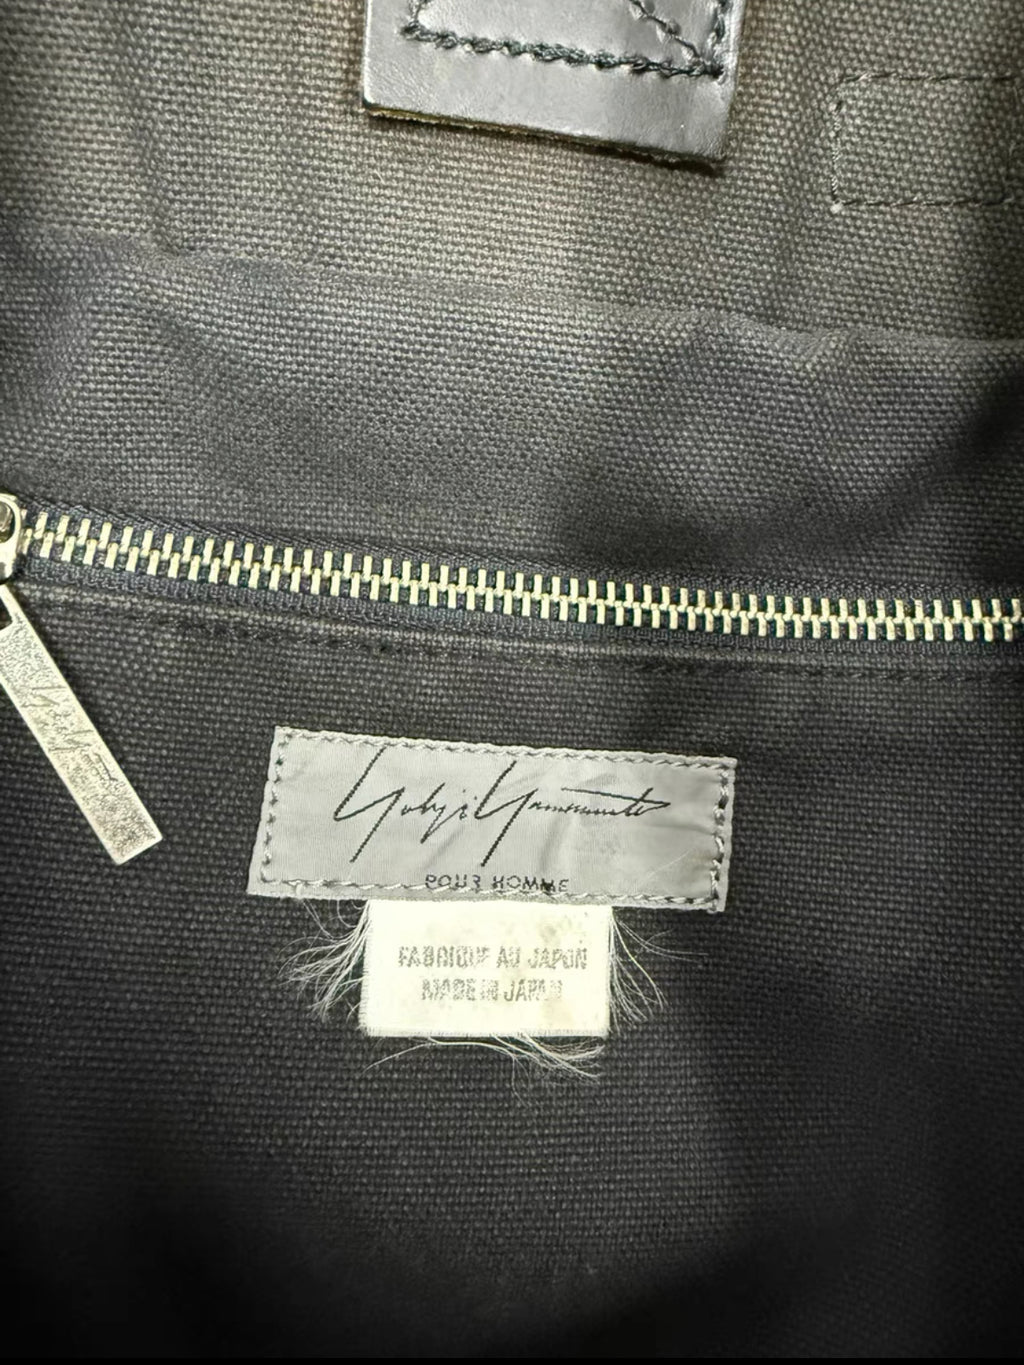 Yohji Yamamoto
POUR HOMME
FABRIQUE AU JAPON
MADE IN JAPAN